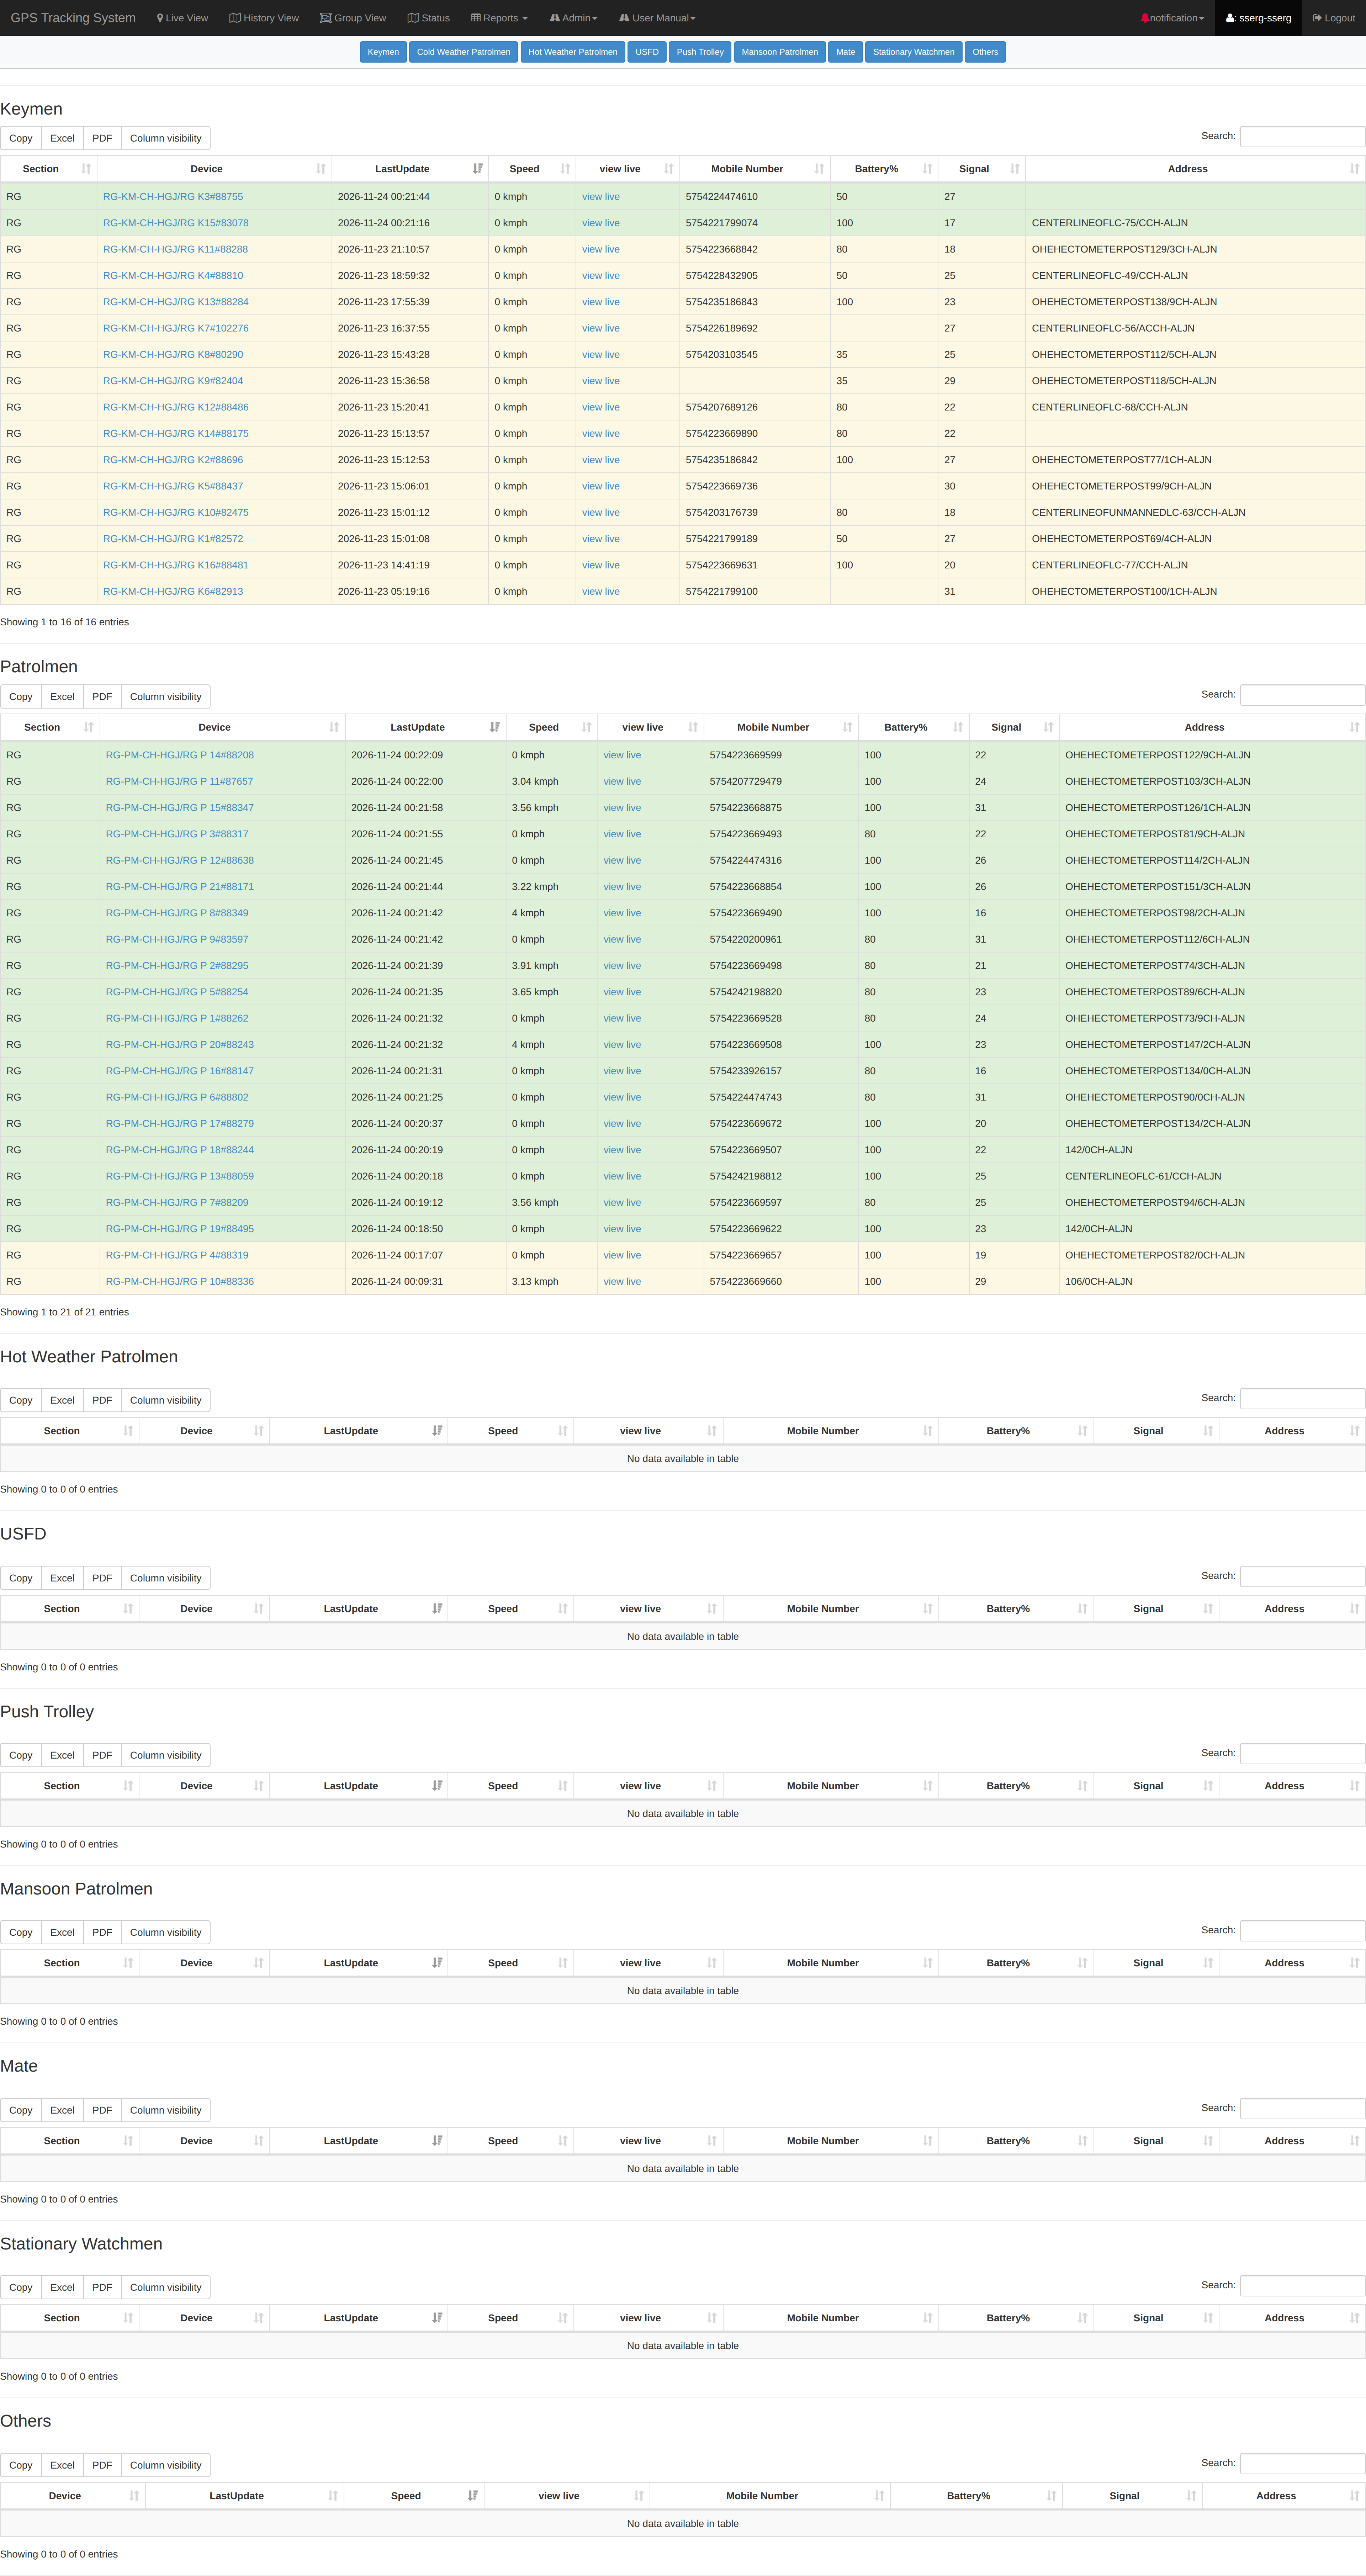 GPS Tracking System Live View History View Group View Status Reports Admin User Manual notification : sserg-sserg Logout
Keymen Cold Weather Patrolmen Hot Weather Patrolmen USFD Push Trolley Mansoon Patrolmen Mate Stationary Watchmen Others
Keymen
Copy Excel PDF Column visibility Search:
Section Device LastUpdate Speed view live Mobile Number Battery% Signal Address
RG RG-KM-CH-HGJ/RG K3#88755 2026-11-24 00:21:44 0 kmph view live 5754224474610 50 27
RG RG-KM-CH-HGJ/RG K15#83078 2026-11-24 00:21:16 0 kmph view live 5754221799074 100 17 CENTERLINEOFLC-75/CCH-ALJN
RG RG-KM-CH-HGJ/RG K11#88288 2026-11-23 21:10:57 0 kmph view live 5754223668842 80 18 OHEHECTOMETERPOST129/3CH-ALJN
RG RG-KM-CH-HGJ/RG K4#88810 2026-11-23 18:59:32 0 kmph view live 5754228432905 50 25 CENTERLINEOFLC-49/CCH-ALJN
RG RG-KM-CH-HGJ/RG K13#88284 2026-11-23 17:55:39 0 kmph view live 5754235186843 100 23 OHEHECTOMETERPOST138/9CH-ALJN
RG RG-KM-CH-HGJ/RG K7#102276 2026-11-23 16:37:55 0 kmph view live 5754226189692 27 CENTERLINEOFLC-56/ACCH-ALJN
RG RG-KM-CH-HGJ/RG K8#80290 2026-11-23 15:43:28 0 kmph view live 5754203103545 35 25 OHEHECTOMETERPOST112/5CH-ALJN
RG RG-KM-CH-HGJ/RG K9#82404 2026-11-23 15:36:58 0 kmph view live 35 29 OHEHECTOMETERPOST118/5CH-ALJN
RG RG-KM-CH-HGJ/RG K12#88486 2026-11-23 15:20:41 0 kmph view live 5754207689126 80 22 CENTERLINEOFLC-68/CCH-ALJN
RG RG-KM-CH-HGJ/RG K14#88175 2026-11-23 15:13:57 0 kmph view live 5754223669890 80 22
RG RG-KM-CH-HGJ/RG K2#88696 2026-11-23 15:12:53 0 kmph view live 5754235186842 100 27 OHEHECTOMETERPOST77/1CH-ALJN
RG RG-KM-CH-HGJ/RG K5#88437 2026-11-23 15:06:01 0 kmph view live 5754223669736 30 OHEHECTOMETERPOST99/9CH-ALJN
RG RG-KM-CH-HGJ/RG K10#82475 2026-11-23 15:01:12 0 kmph view live 5754203176739 80 18 CENTERLINEOFUNMANNEDLC-63/CCH-ALJN
RG RG-KM-CH-HGJ/RG K1#82572 2026-11-23 15:01:08 0 kmph view live 5754221799189 50 27 OHEHECTOMETERPOST69/4CH-ALJN
RG RG-KM-CH-HGJ/RG K16#88481 2026-11-23 14:41:19 0 kmph view live 5754223669631 100 20 CENTERLINEOFLC-77/CCH-ALJN
RG RG-KM-CH-HGJ/RG K6#82913 2026-11-23 05:19:16 0 kmph view live 5754221799100 31 OHEHECTOMETERPOST100/1CH-ALJN
Showing 1 to 16 of 16 entries
Patrolmen
Copy Excel PDF Column visibility Search:
Section Device LastUpdate Speed view live Mobile Number Battery% Signal Address
RG RG-PM-CH-HGJ/RG P 14#88208 2026-11-24 00:22:09 0 kmph view live 5754223669599 100 22 OHEHECTOMETERPOST122/9CH-ALJN
RG RG-PM-CH-HGJ/RG P 11#87657 2026-11-24 00:22:00 3.04 kmph view live 5754207729479 100 24 OHEHECTOMETERPOST103/3CH-ALJN
RG RG-PM-CH-HGJ/RG P 15#88347 2026-11-24 00:21:58 3.56 kmph view live 5754223668875 100 31 OHEHECTOMETERPOST126/1CH-ALJN
RG RG-PM-CH-HGJ/RG P 3#88317 2026-11-24 00:21:55 0 kmph view live 5754223669493 80 22 OHEHECTOMETERPOST81/9CH-ALJN
RG RG-PM-CH-HGJ/RG P 12#88638 2026-11-24 00:21:45 0 kmph view live 5754224474316 100 26 OHEHECTOMETERPOST114/2CH-ALJN
RG RG-PM-CH-HGJ/RG P 21#88171 2026-11-24 00:21:44 3.22 kmph view live 5754223668854 100 26 OHEHECTOMETERPOST151/3CH-ALJN
RG RG-PM-CH-HGJ/RG P 8#88349 2026-11-24 00:21:42 4 kmph view live 5754223669490 100 16 OHEHECTOMETERPOST98/2CH-ALJN
RG RG-PM-CH-HGJ/RG P 9#83597 2026-11-24 00:21:42 0 kmph view live 5754220200961 80 31 OHEHECTOMETERPOST112/6CH-ALJN
RG RG-PM-CH-HGJ/RG P 2#88295 2026-11-24 00:21:39 3.91 kmph view live 5754223669498 80 21 OHEHECTOMETERPOST74/3CH-ALJN
RG RG-PM-CH-HGJ/RG P 5#88254 2026-11-24 00:21:35 3.65 kmph view live 5754242198820 80 23 OHEHECTOMETERPOST89/6CH-ALJN
RG RG-PM-CH-HGJ/RG P 1#88262 2026-11-24 00:21:32 0 kmph view live 5754223669528 80 24 OHEHECTOMETERPOST73/9CH-ALJN
RG RG-PM-CH-HGJ/RG P 20#88243 2026-11-24 00:21:32 4 kmph view live 5754223669508 100 23 OHEHECTOMETERPOST147/2CH-ALJN
RG RG-PM-CH-HGJ/RG P 16#88147 2026-11-24 00:21:31 0 kmph view live 5754233926157 80 16 OHEHECTOMETERPOST134/0CH-ALJN
RG RG-PM-CH-HGJ/RG P 6#88802 2026-11-24 00:21:25 0 kmph view live 5754224474743 80 31 OHEHECTOMETERPOST90/0CH-ALJN
RG RG-PM-CH-HGJ/RG P 17#88279 2026-11-24 00:20:37 0 kmph view live 5754223669672 100 20 OHEHECTOMETERPOST134/2CH-ALJN
RG RG-PM-CH-HGJ/RG P 18#88244 2026-11-24 00:20:19 0 kmph view live 5754223669507 100 22 142/0CH-ALJN
RG RG-PM-CH-HGJ/RG P 13#88059 2026-11-24 00:20:18 0 kmph view live 5754242198812 100 25 CENTERLINEOFLC-61/CCH-ALJN
RG RG-PM-CH-HGJ/RG P 7#88209 2026-11-24 00:19:12 3.56 kmph view live 5754223669597 80 25 OHEHECTOMETERPOST94/6CH-ALJN
RG RG-PM-CH-HGJ/RG P 19#88495 2026-11-24 00:18:50 0 kmph view live 5754223669622 100 23 142/0CH-ALJN
RG RG-PM-CH-HGJ/RG P 4#88319 2026-11-24 00:17:07 0 kmph view live 5754223669657 100 19 OHEHECTOMETERPOST82/0CH-ALJN
RG RG-PM-CH-HGJ/RG P 10#88336 2026-11-24 00:09:31 3.13 kmph view live 5754223669660 100 29 106/0CH-ALJN
Showing 1 to 21 of 21 entries
Hot Weather Patrolmen
Copy Excel PDF Column visibility Search:
Section Device LastUpdate Speed view live Mobile Number Battery% Signal Address
No data available in table
Showing 0 to 0 of 0 entries
USFD
Copy Excel PDF Column visibility Search:
Section Device LastUpdate Speed view live Mobile Number Battery% Signal Address
No data available in table
Showing 0 to 0 of 0 entries
Push Trolley
Copy Excel PDF Column visibility Search:
Section Device LastUpdate Speed view live Mobile Number Battery% Signal Address
No data available in table
Showing 0 to 0 of 0 entries
Mansoon Patrolmen
Copy Excel PDF Column visibility Search:
Section Device LastUpdate Speed view live Mobile Number Battery% Signal Address
No data available in table
Showing 0 to 0 of 0 entries
Mate
Copy Excel PDF Column visibility Search:
Section Device LastUpdate Speed view live Mobile Number Battery% Signal Address
No data available in table
Showing 0 to 0 of 0 entries
Stationary Watchmen
Copy Excel PDF Column visibility Search:
Section Device LastUpdate Speed view live Mobile Number Battery% Signal Address
No data available in table
Showing 0 to 0 of 0 entries
Others
Copy Excel PDF Column visibility Search:
Device LastUpdate Speed view live Mobile Number Battery% Signal Address
No data available in table
Showing 0 to 0 of 0 entries